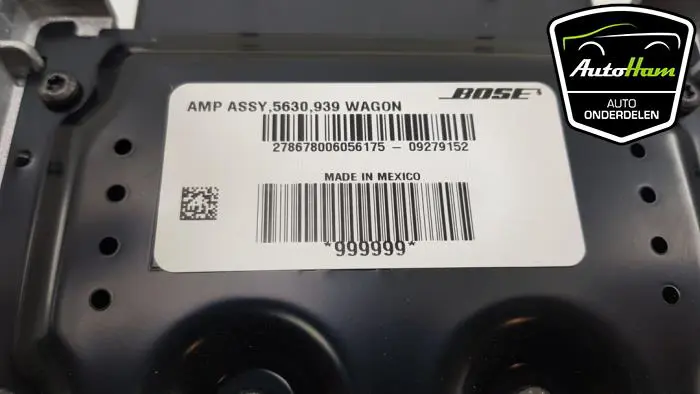 AMP ASSY,5630,939 WAGON
BOSE
278678006056175 - 09279152
MADE IN MEXICO
*999999*
AutoHam
AUTO
ONDERDELEN